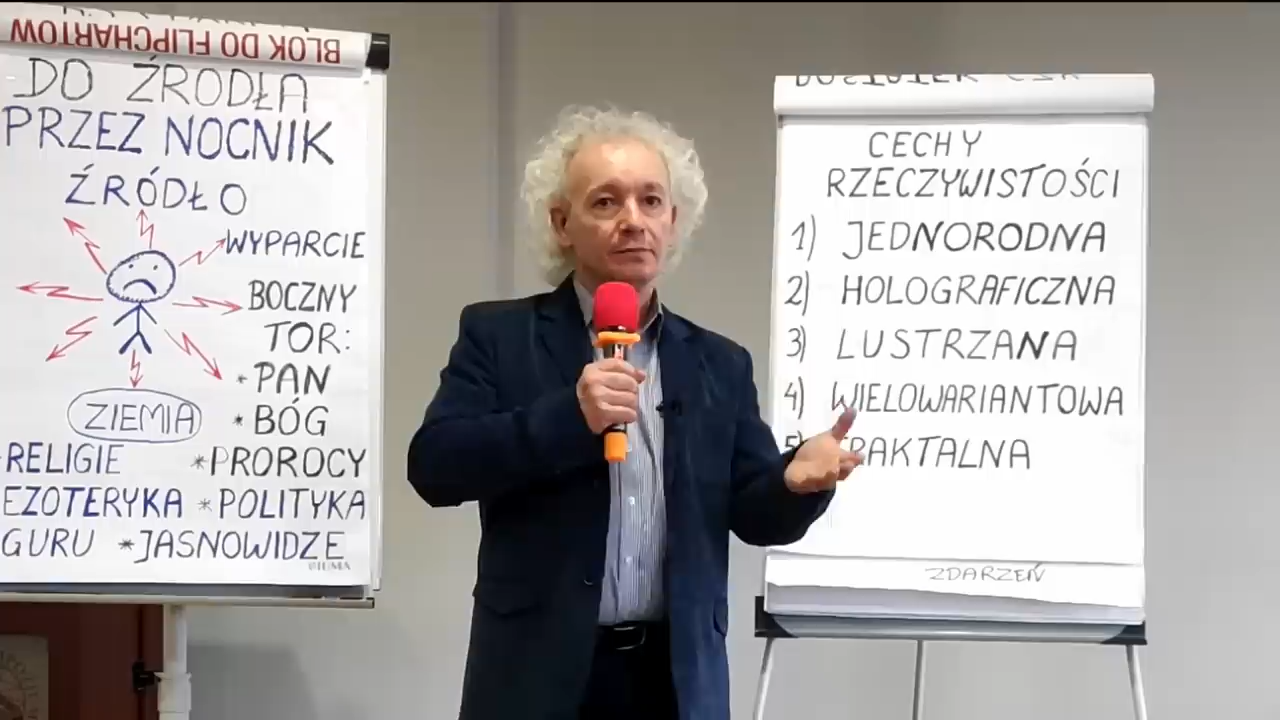 BLOK DO FLIPCHARTÓW
DO ŹRÓDŁA
PRZEZ NOCNIK
ŹRÓDŁO
WYPARCIE
BOCZNY
TOR:
* PAN
ZIEMIA * BÓG
RELIGIE * PROROCY
EZOTERYKA * POLITYKA
GURU * JASNOWIDZE
CECHY
RZECZYWISTOŚCI
1) JEDNORODNA
2) HOLOGRAFICZNA
3) LUSTRZANA
4) WIELOWARIANTOWA
5) FRAKTALNA
ZDARZEŃ